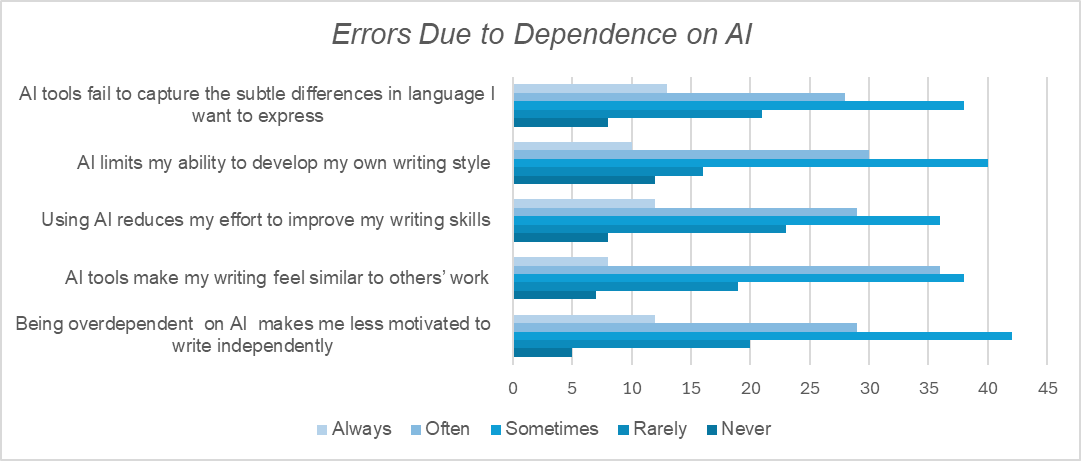 Errors Due to Dependence on AI
AI tools fail to capture the subtle differences in language I
want to express
AI limits my ability to develop my own writing style
Using AI reduces my effort to improve my writing skills
AI tools make my writing feel similar to others’ work
Being overdependent  on AI  makes me less motivated to
write independently
0 5 10 15 20 25 30 35 40 45
Always Often Sometimes Rarely Never